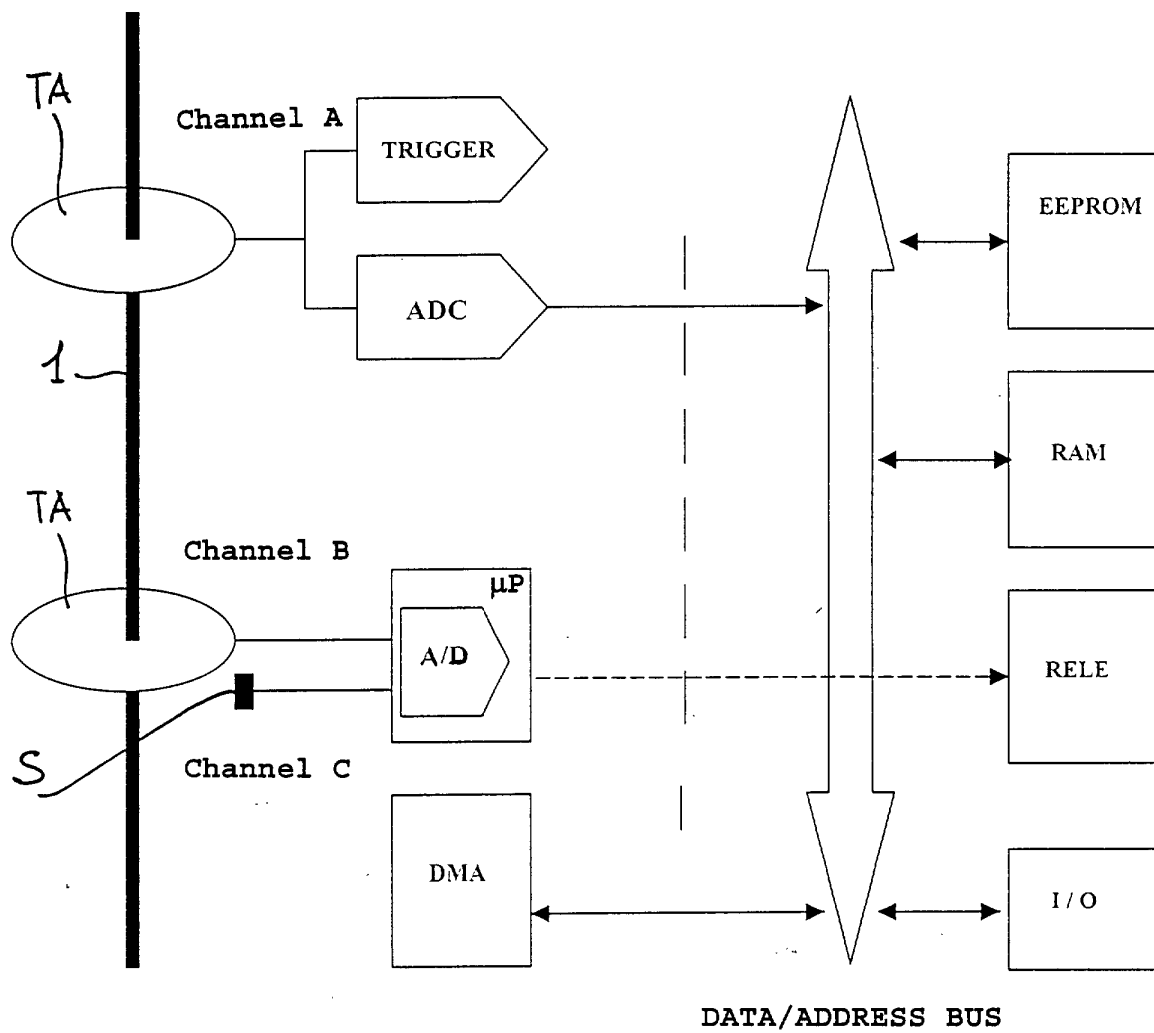 TA
Channel A
TRIGGER
EEPROM
ADC
1
RAM
TA
Channel B
µP
A/D
RELE
S
Channel C
DMA
I / O
DATA/ADDRESS BUS